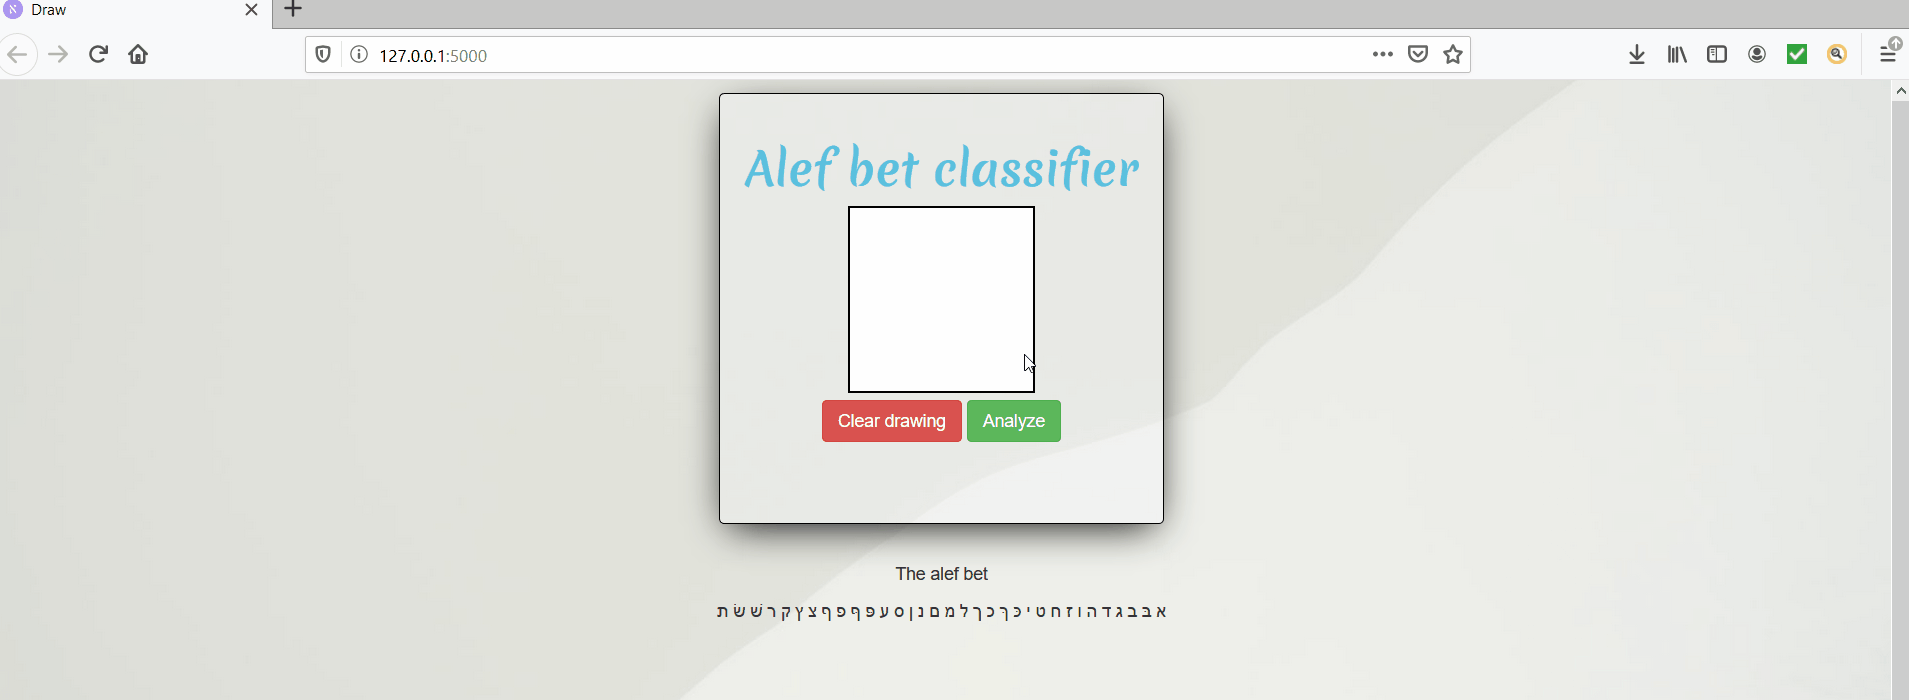 Draw
127.0.0.1:5000
Alef bet classifier
Clear drawing Analyze
The alef bet
א בּ ב ג ד ה ו ז ח ט י כּ ךּ כ ך ל מ ם נ ן ס ע פּ ףּ פ ף צ ץ ק ר שׁ שׂ ת